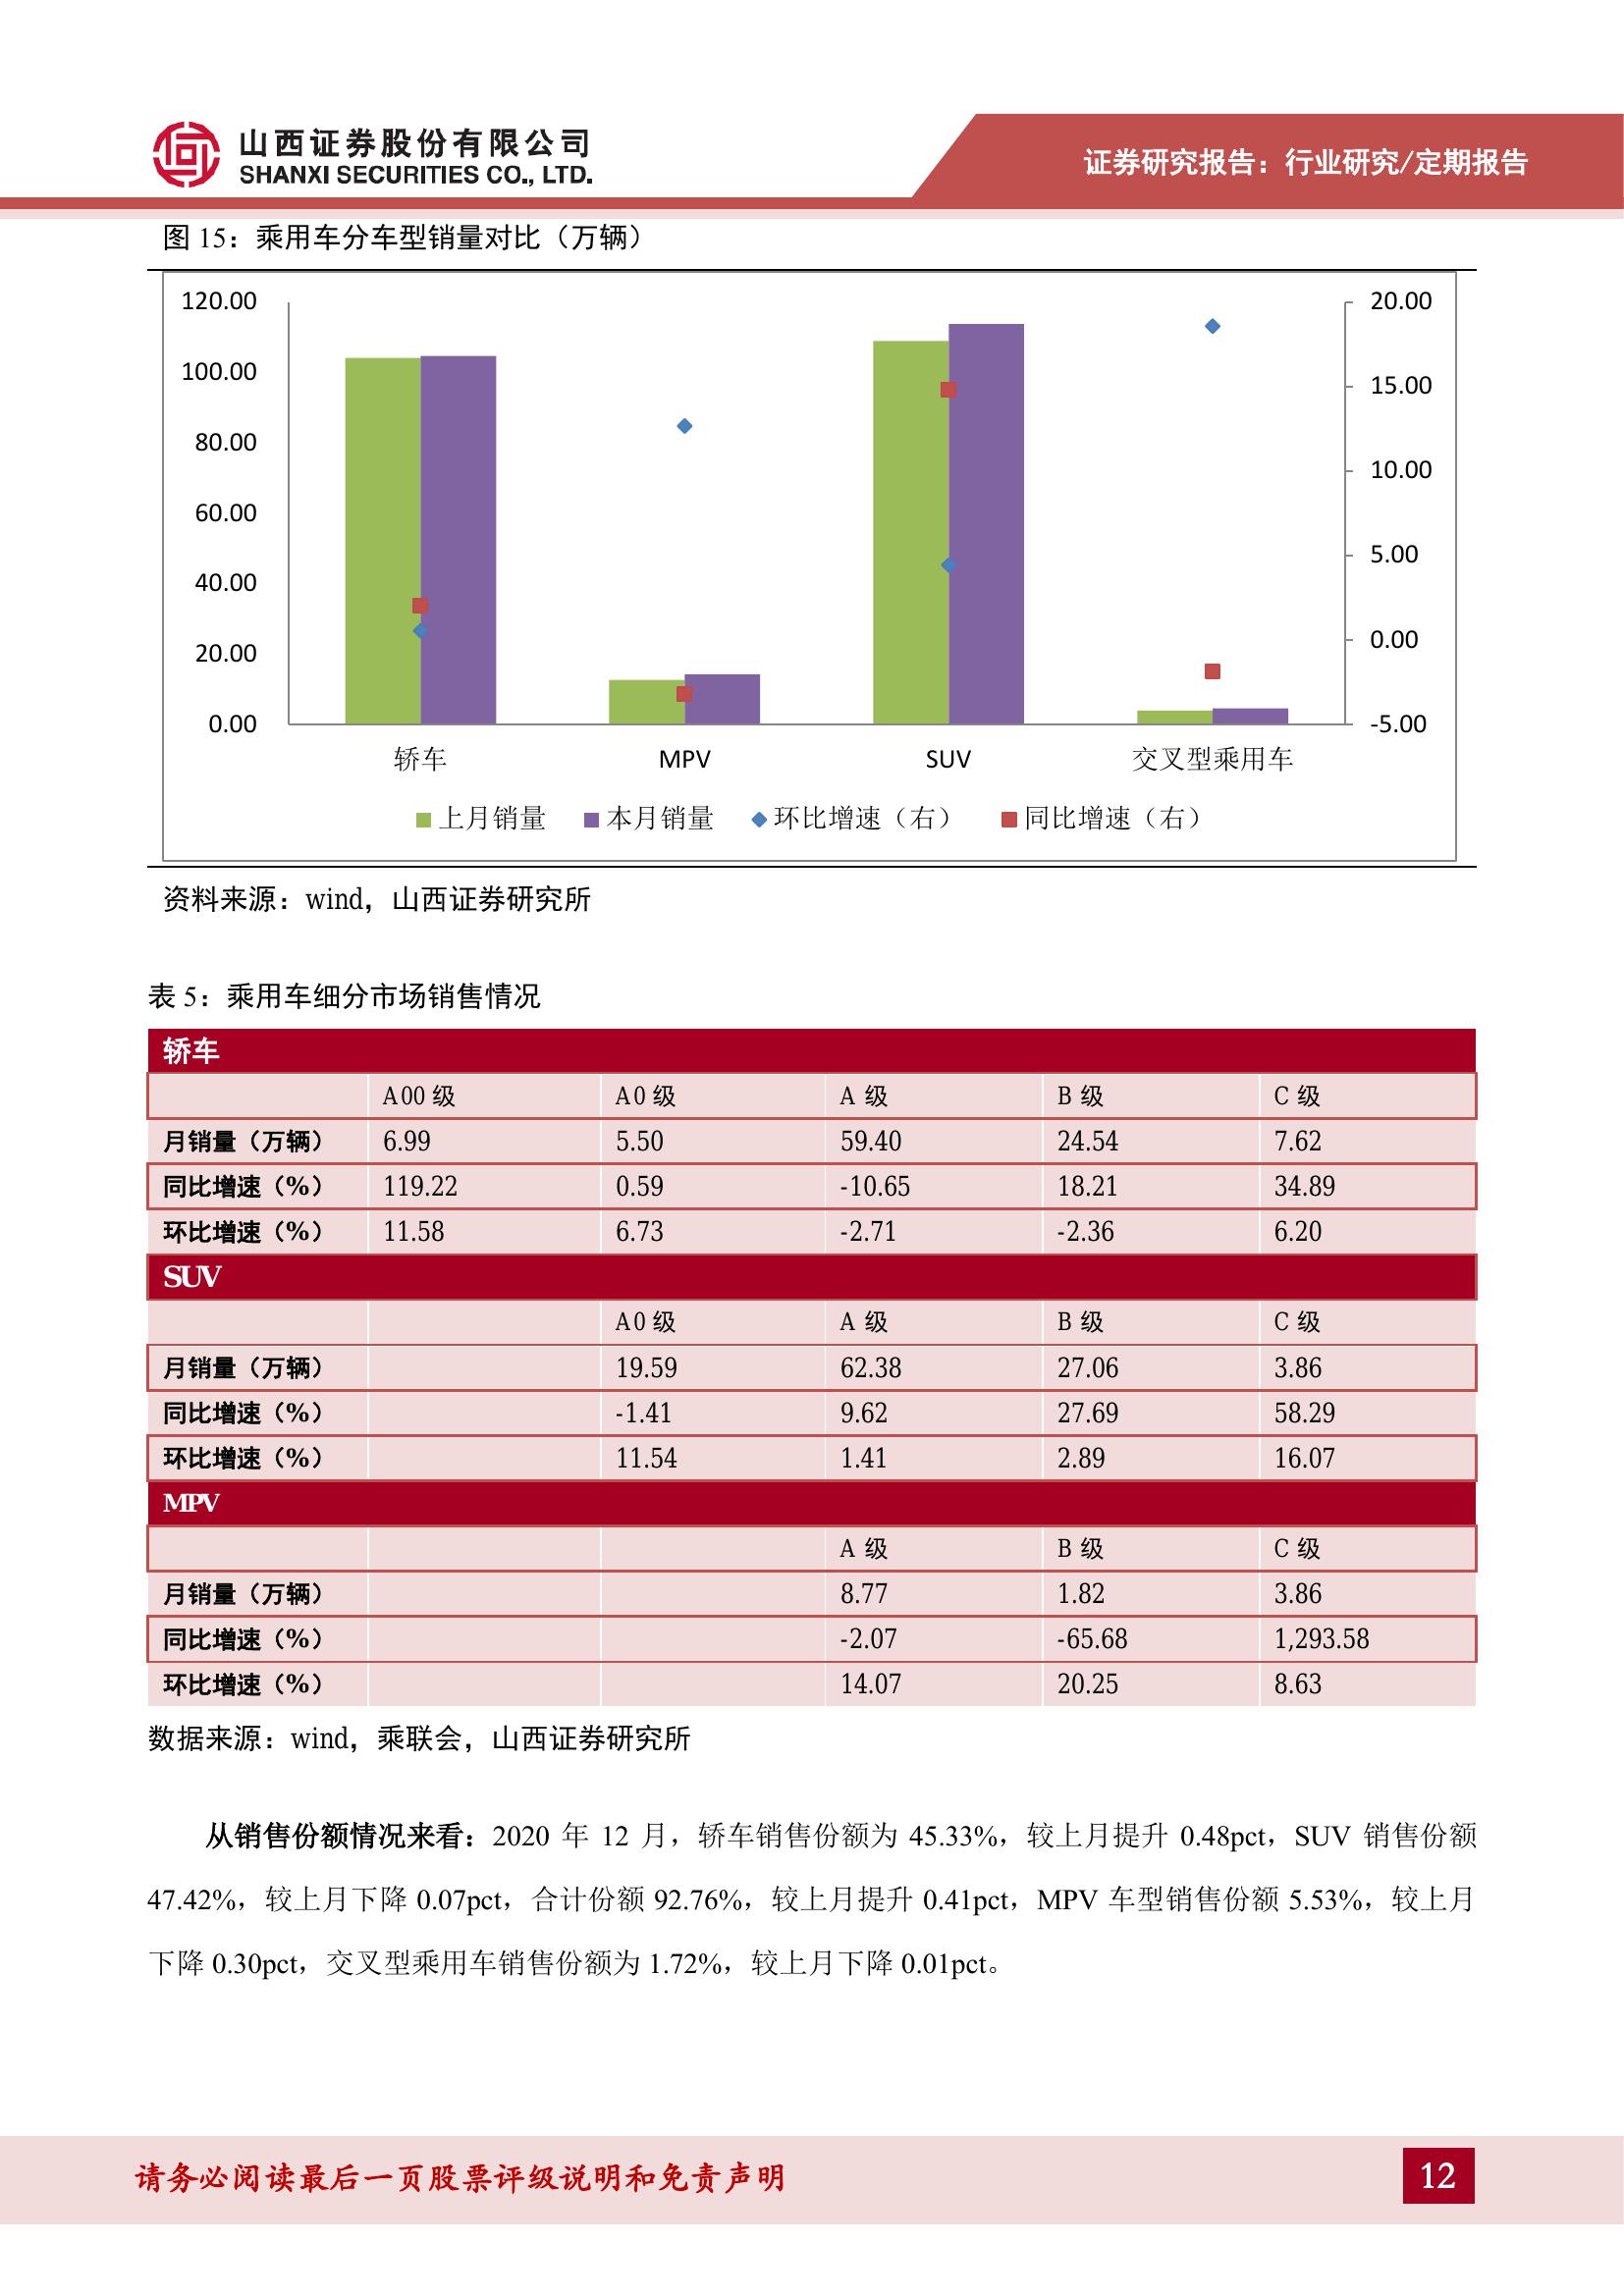 山西证券股份有限公司
SHANXI SECURITIES CO., LTD.
证券研究报告：行业研究/定期报告
图 15：乘用车分车型销量对比（万辆）
120.00
100.00
80.00
60.00
40.00
20.00
0.00
20.00
15.00
10.00
5.00
0.00
-5.00
轿车 MPV SUV 交叉型乘用车
上月销量 本月销量 环比增速（右） 同比增速（右）
资料来源：wind，山西证券研究所
表 5：乘用车细分市场销售情况
轿车
A00 级 A0 级 A 级 B 级 C 级
月销量（万辆） 6.99 5.50 59.40 24.54 7.62
同比增速（%） 119.22 0.59 -10.65 18.21 34.89
环比增速（%） 11.58 6.73 -2.71 -2.36 6.20
SUV
A0 级 A 级 B 级 C 级
月销量（万辆） 19.59 62.38 27.06 3.86
同比增速（%） -1.41 9.62 27.69 58.29
环比增速（%） 11.54 1.41 2.89 16.07
MPV
A 级 B 级 C 级
月销量（万辆） 8.77 1.82 3.86
同比增速（%） -2.07 -65.68 1,293.58
环比增速（%） 14.07 20.25 8.63
数据来源：wind，乘联会，山西证券研究所
从销售份额情况来看：2020 年 12 月，轿车销售份额为 45.33%，较上月提升 0.48pct，SUV 销售份额
47.42%，较上月下降 0.07pct，合计份额 92.76%，较上月提升 0.41pct，MPV 车型销售份额 5.53%，较上月
下降 0.30pct，交叉型乘用车销售份额为 1.72%，较上月下降 0.01pct。
请务必阅读最后一页股票评级说明和免责声明
12